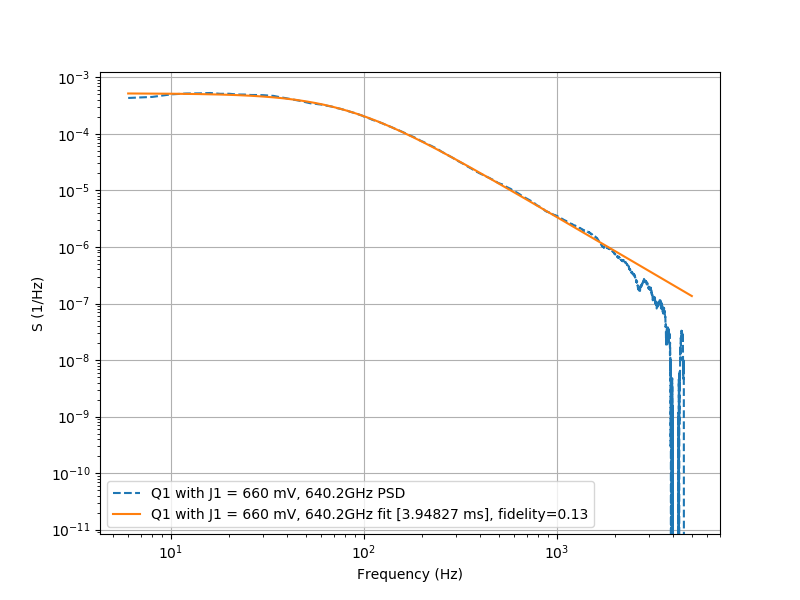 10⁻³
10⁻⁴
10⁻⁵
10⁻⁶
10⁻⁷
10⁻⁸
10⁻⁹
10⁻¹⁰
10⁻¹¹
S (1/Hz)
Q1 with J1 = 660 mV, 640.2GHz PSD
Q1 with J1 = 660 mV, 640.2GHz fit [3.94827 ms], fidelity=0.13
10¹ 10² 10³
Frequency (Hz)